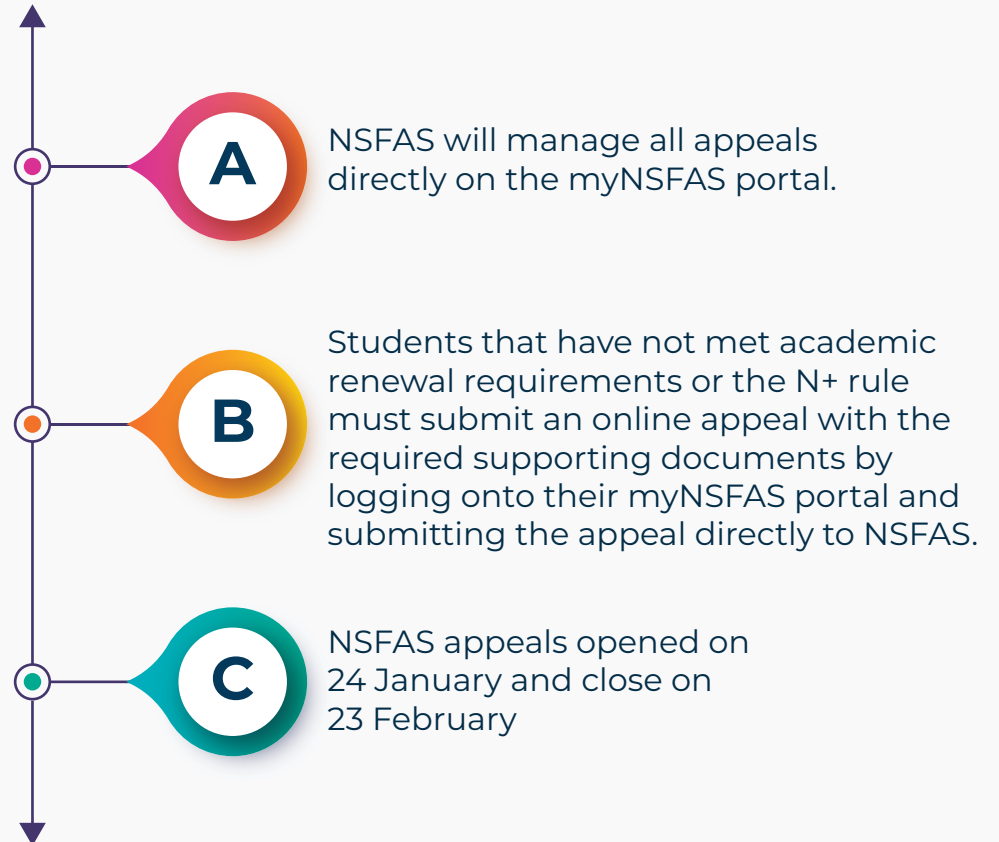 A
NSFAS will manage all appeals
directly on the myNSFAS portal.
B
Students that have not met academic
renewal requirements or the N+ rule
must submit an online appeal with the
required supporting documents by
logging onto their myNSFAS portal and
submitting the appeal directly to NSFAS.
C
NSFAS appeals opened on
24 January and close on
23 February